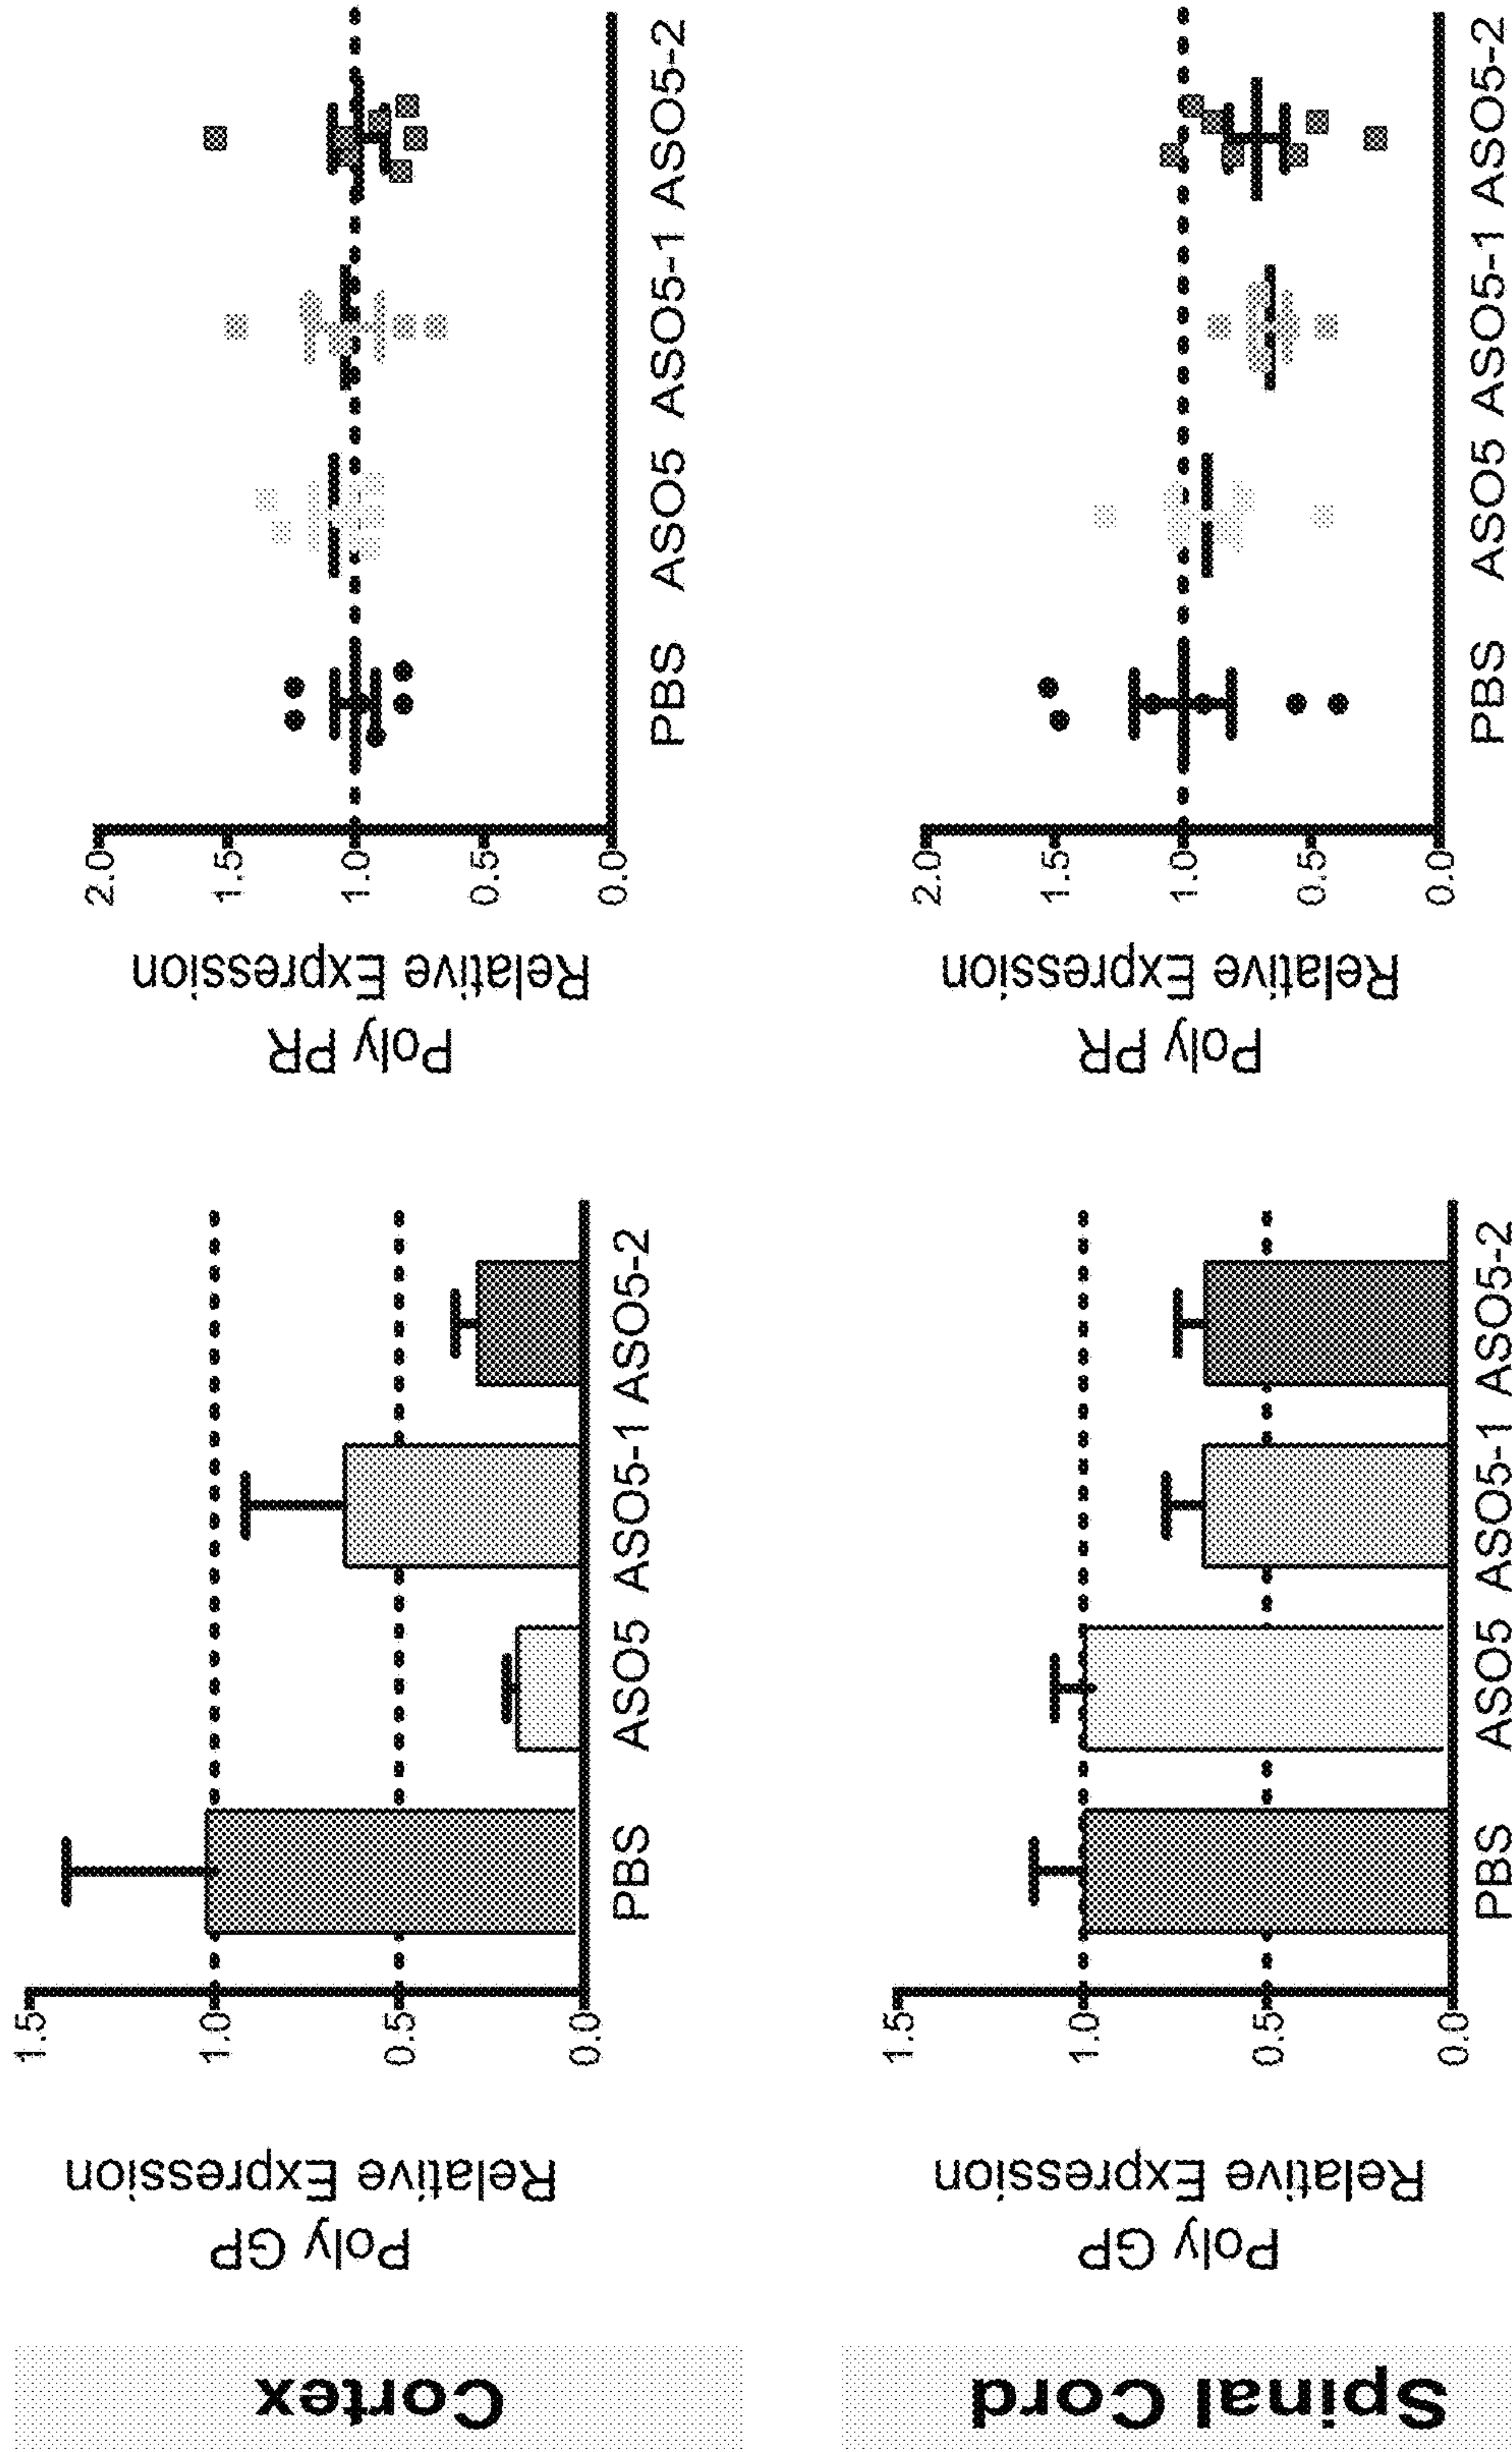 Cortex
Poly GP
Relative Expression
1.5
1.0
0.5
0.0
PBS ASO5 ASO5-1 ASO5-2
Poly PR
Relative Expression
2.0
1.5
1.0
0.5
0.0
PBS ASO5 ASO5-1 ASO5-2
Spinal Cord
Poly GP
Relative Expression
1.5
1.0
0.5
0.0
PBS ASO5 ASO5-1 ASO5-2
Poly PR
Relative Expression
2.0
1.5
1.0
0.5
0.0
PBS ASO5 ASO5-1 ASO5-2